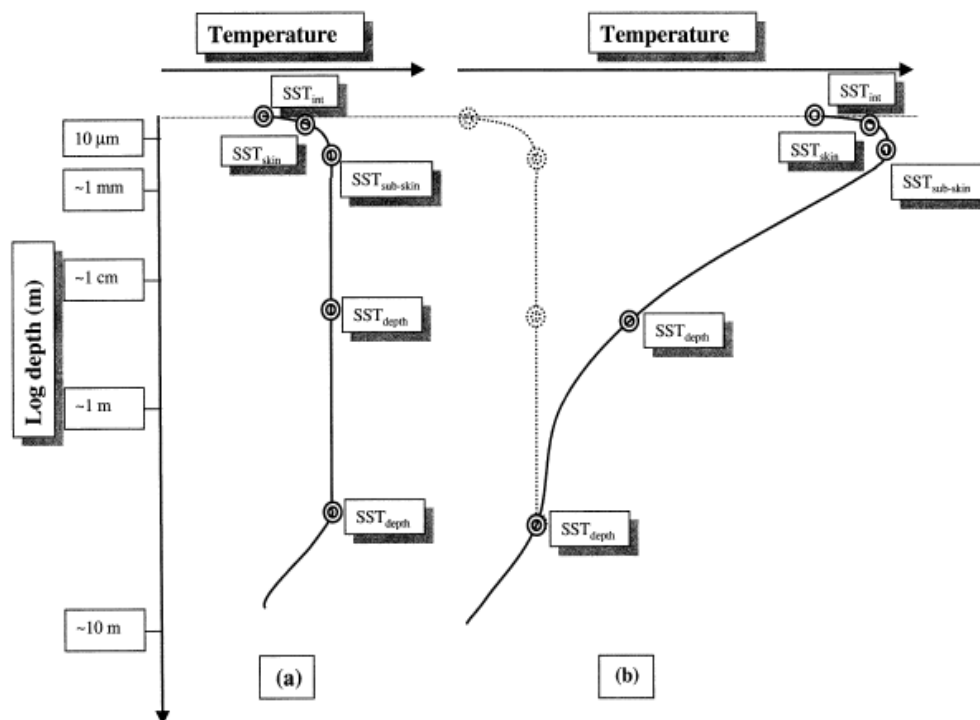 Temperature
Temperature
SST_int
SST_int
10 μm
SST_skin
SST_skin
SST_sub-skin
SST_sub-skin
~1 mm
Log depth (m)
~1 cm
SST_depth
SST_depth
~1 m
SST_depth
SST_depth
~10 m
(a)
(b)